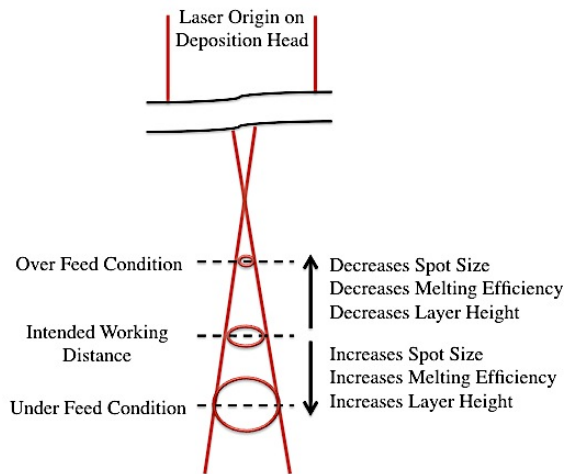 Laser Origin on
Deposition Head
Over Feed Condition
Decreases Spot Size
Decreases Melting Efficiency
Decreases Layer Height
Intended Working
Distance
Increases Spot Size
Increases Melting Efficiency
Increases Layer Height
Under Feed Condition